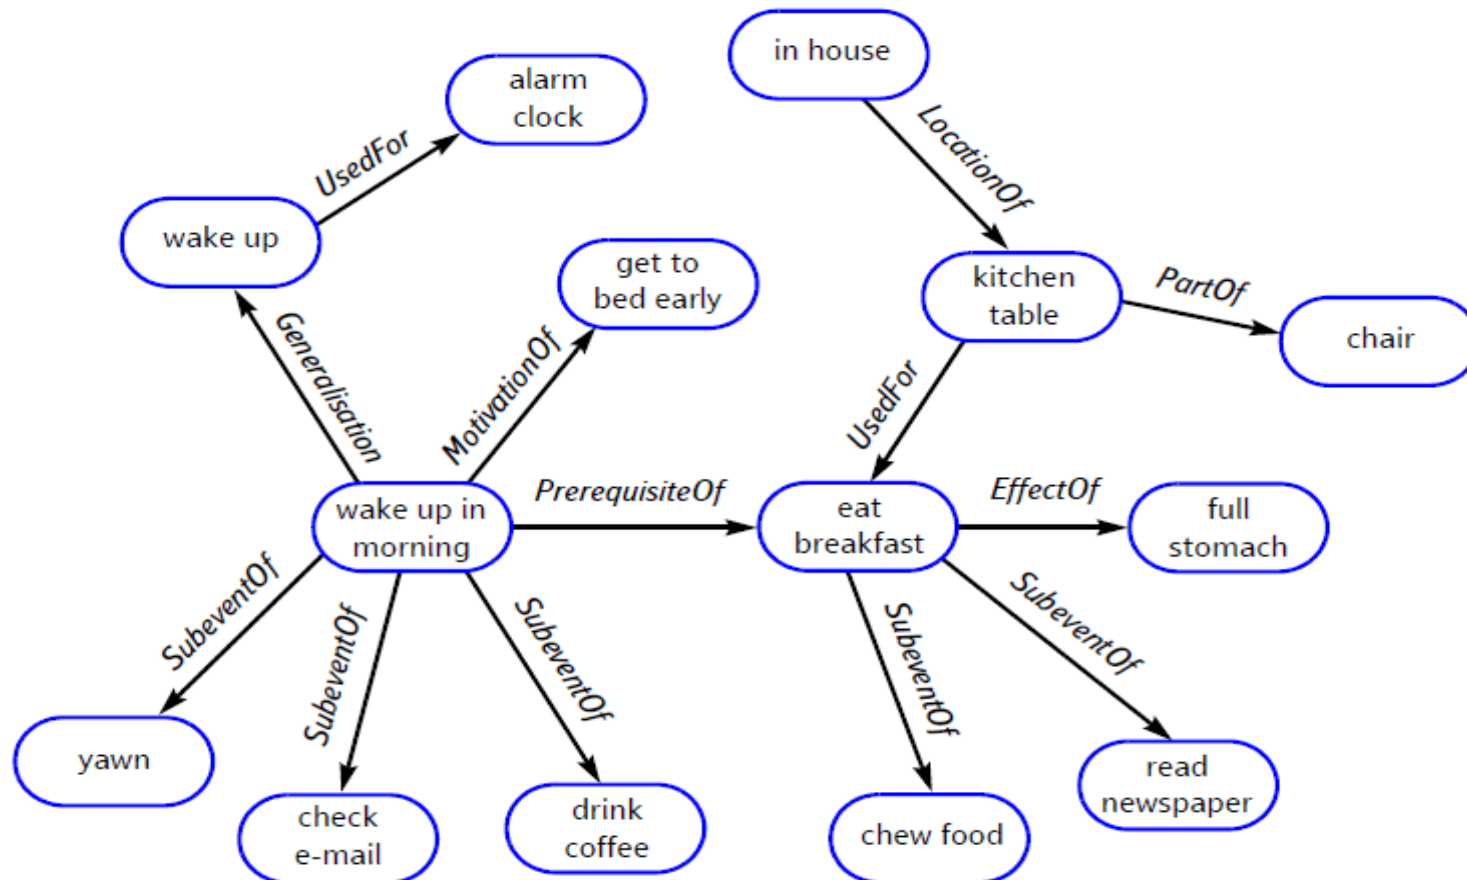 in house
alarm
clock
LocationOf
UsedFor
wake up
get to
bed early
kitchen
table
PartOf
chair
Generalisation
MotivationOf
UsedFor
wake up in
morning
PrerequisiteOf
eat
breakfast
EffectOf
full
stomach
SubeventOf
SubeventOf
SubeventOf
SubeventOf
SubeventOf
yawn
check
e-mail
drink
coffee
chew food
read
newspaper